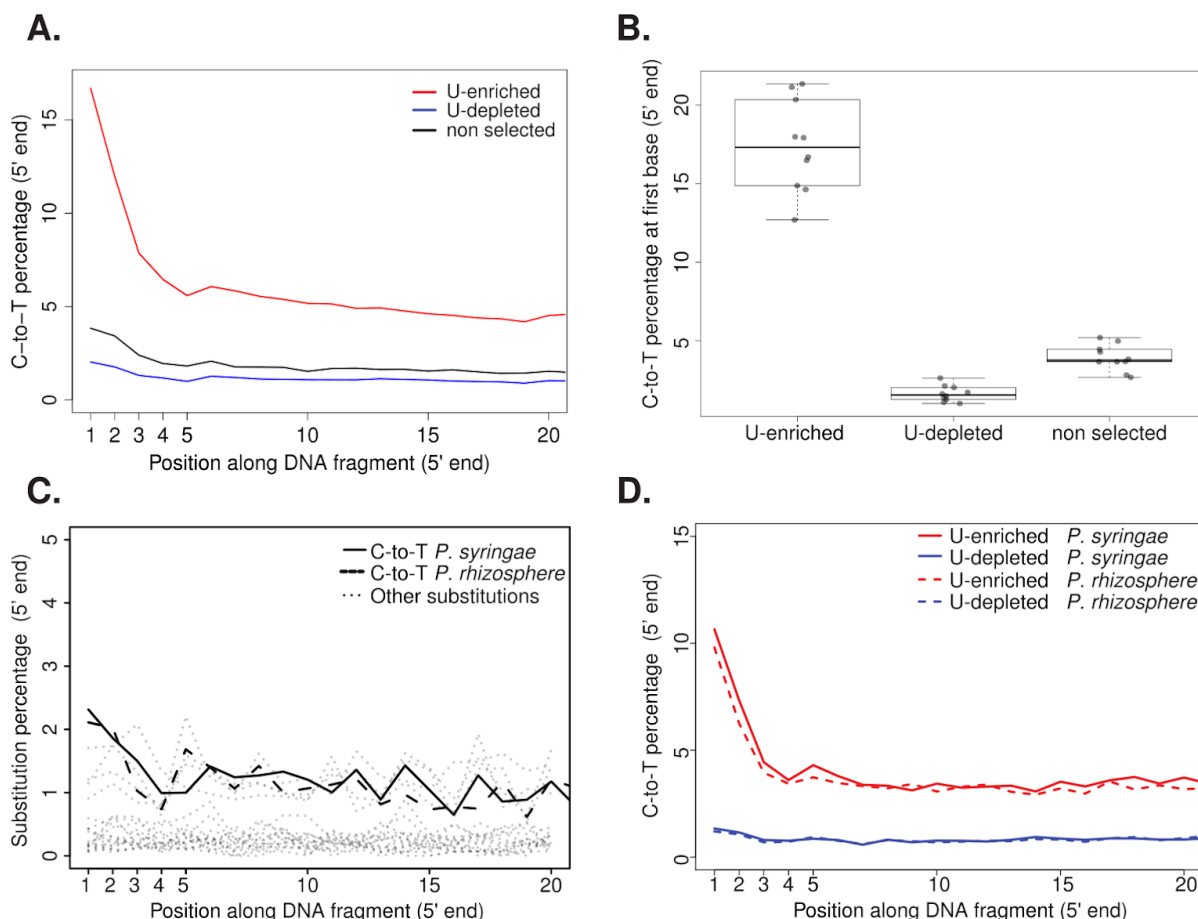 A.
C-to-T percentage (5' end)
0
5
10
15
U-enriched
U-depleted
non selected
1 2 3 4 5 10 15 20
Position along DNA fragment (5' end)
B.
C-to-T percentage at first base (5' end)
5
10
15
20
U-enriched U-depleted non selected
C.
Substitution percentage (5' end)
0
1
2
3
4
5
C-to-T P. syringae
C-to-T P. rhizosphere
Other substitutions
1 2 3 4 5 10 15 20
Position along DNA fragment (5' end)
D.
C-to-T percentage (5' end)
0
5
10
15
U-enriched P. syringae
U-depleted P. syringae
U-enriched P. rhizosphere
U-depleted P. rhizosphere
1 2 3 4 5 10 15 20
Position along DNA fragment (5' end)